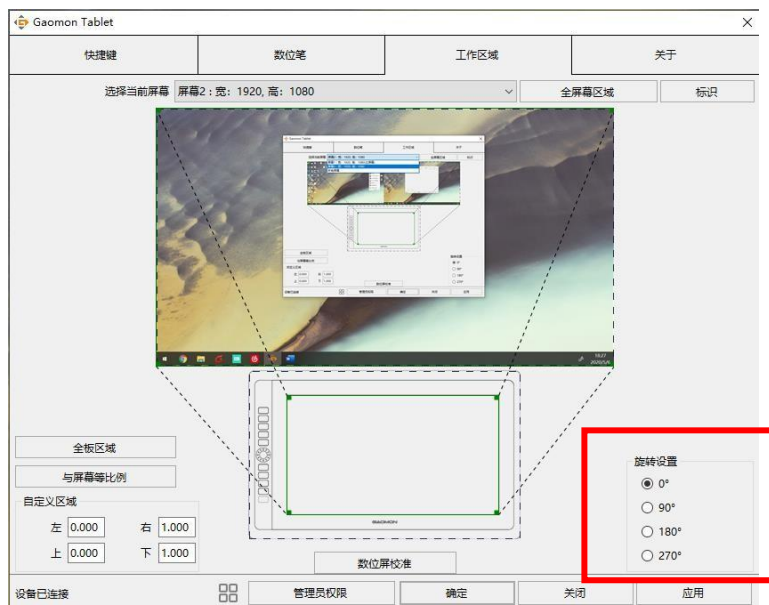 Gaomon Tablet
快捷键 数位笔 工作区域 关于
选择当前屏幕 屏幕2：宽：1920, 高：1080 全屏幕区域 标识
全板区域
与屏幕等比例
自定义区域
左 0.000 右 1.000
上 0.000 下 1.000
旋转设置
0°
90°
180°
270°
GAOMON
数位屏校准
设备已连接 管理员权限 确定 关闭 应用